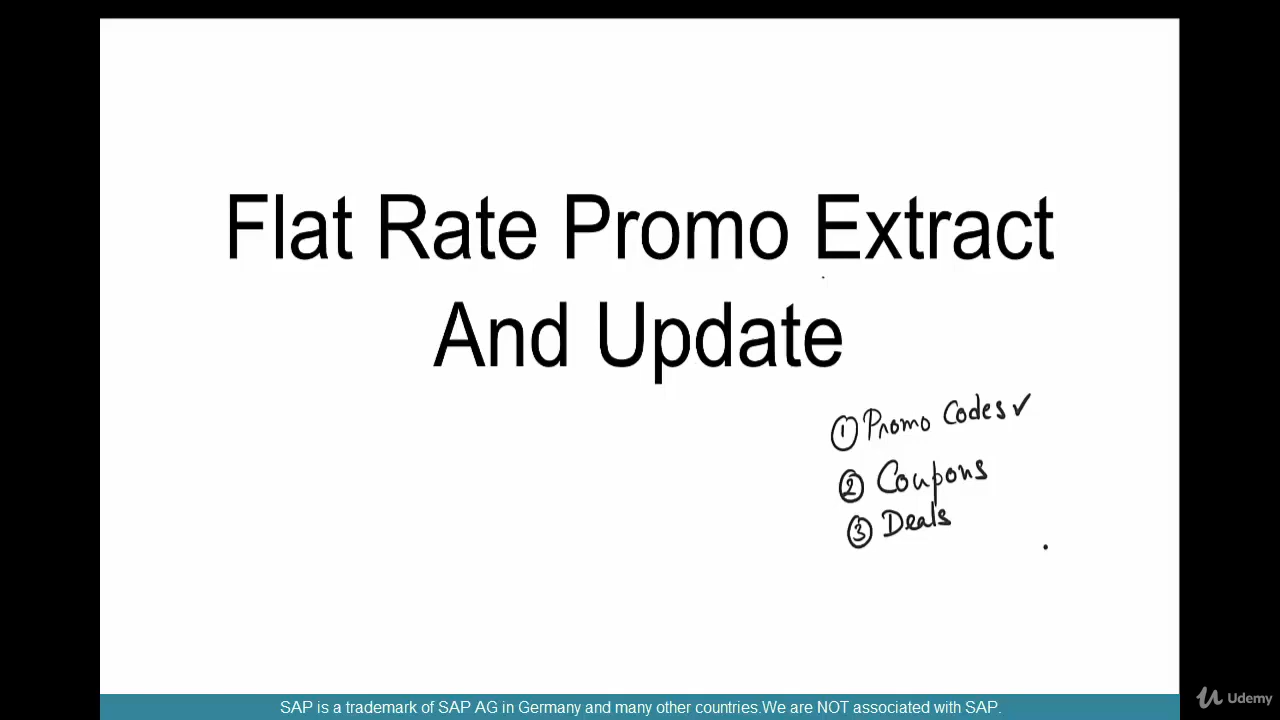 Flat Rate Promo Extract
And Update
① Promo Codes ✓
② Coupons
③ Deals
SAP is a trademark of SAP AG in Germany and many other countries.We are NOT associated with SAP.
Udemy